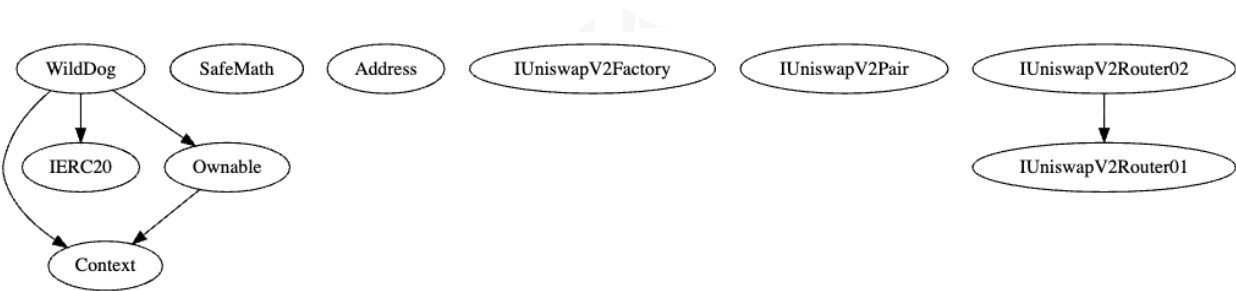 WildDog SafeMath Address IUniswapV2Factory IUniswapV2Pair IUniswapV2Router02
IERC20 Ownable IUniswapV2Router01
Context